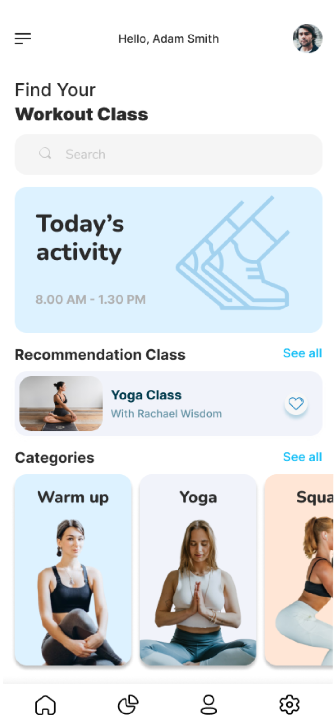 Hello, Adam Smith
Find Your
Workout Class
Search
Today's
activity
8.00 AM - 1.30 PM
Recommendation Class
See all
Yoga Class
With Rachael Wisdom
Categories
See all
Warm up
Yoga
Squa